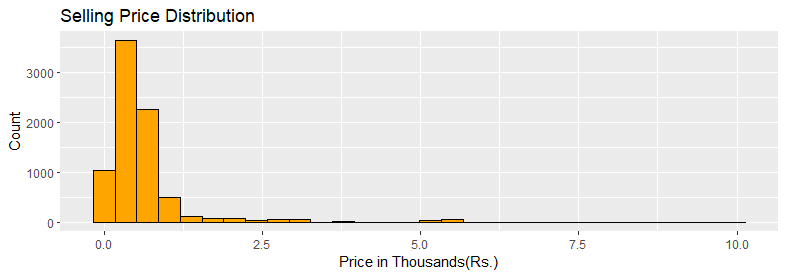 Selling Price Distribution
Count
3000
2000
1000
0
0.0 2.5 5.0 7.5 10.0
Price in Thousands(Rs.)